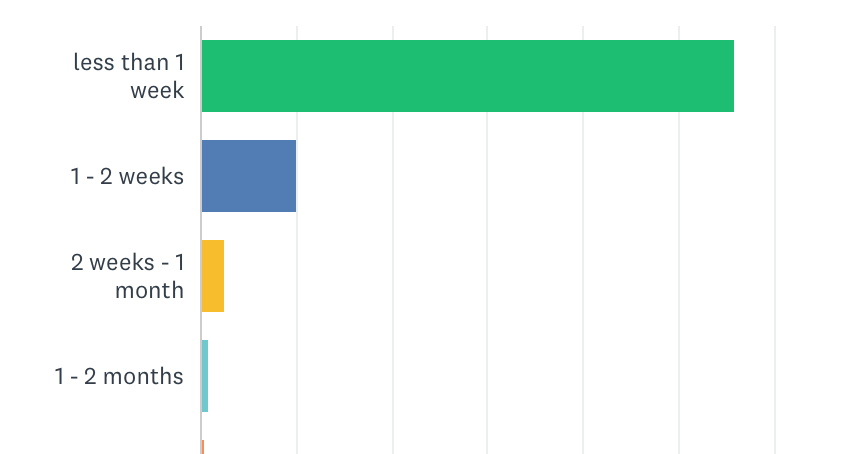 less than 1
week
1 - 2 weeks
2 weeks - 1
month
1 - 2 months